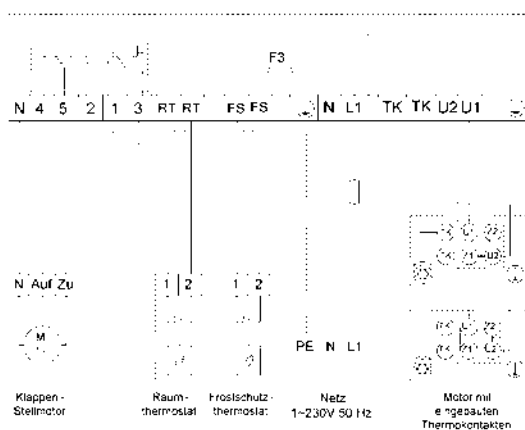 F3
N 4 5 2 1 3 RT RT FS FS N L1 TK TK U2 U1
N Auf Zu 1 2 1 2
M
PE N L1
Klappen- Raum- Frostschutz- Netz Motor mit
Stellmotor thermostat thermostat 1~230V 50 Hz eingebauten
Thermokontakten